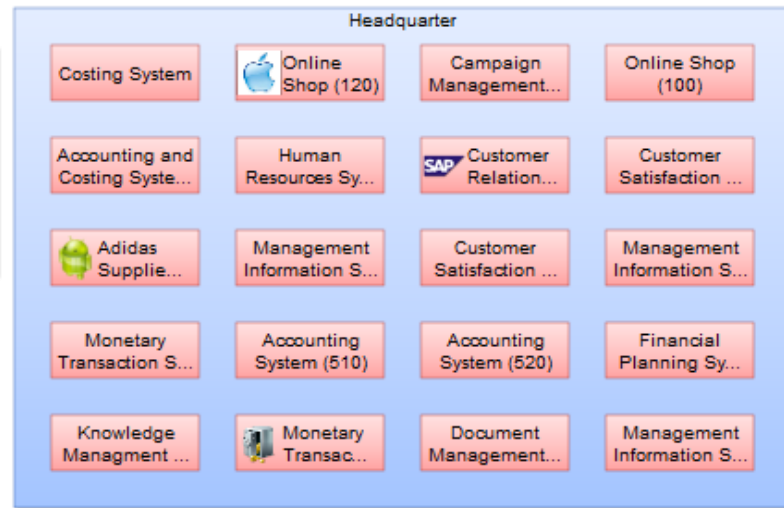 Headquarter
Costing System
Online
Shop (120)
Campaign
Management...
Online Shop
(100)
Accounting and
Costing Syste...
Human
Resources Sy...
SAP
Customer
Relation...
Customer
Satisfaction ...
Adidas
Supplie...
Management
Information S...
Customer
Satisfaction ...
Management
Information S...
Monetary
Transaction S...
Accounting
System (510)
Accounting
System (520)
Financial
Planning Sy...
Knowledge
Managment ...
Monetary
Transac...
Document
Management...
Management
Information S...